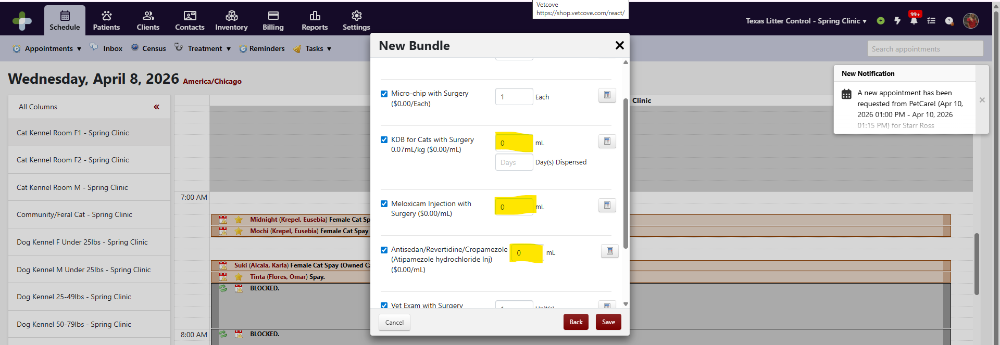 Vetcove
https://shop.vetcove.com/react/
Schedule
Patients
Clients
Contacts
Inventory
Billing
Reports
Settings
Texas Litter Control - Spring Clinic ▾
99+
Appointments ▾
Inbox
Census
Treatment ▾
Reminders
Tasks ▾
Search appointments
Wednesday, April 8, 2026 America/Chicago
All Columns «
Cat Kennel Room F1 - Spring Clinic
Cat Kennel Room F2 - Spring Clinic
Cat Kennel Room M - Spring Clinic
Community/Feral Cat - Spring Clinic
Dog Kennel F Under 25lbs - Spring Clinic
Dog Kennel M Under 25lbs - Spring Clinic
Dog Kennel 25-49lbs - Spring Clinic
Dog Kennel 50-79lbs - Spring Clinic
Clinic
7:00 AM
Midnight (Krepel, Eusebia) Female Cat Sp
Mochi (Krepel, Eusebia) Female Cat Spay
Suki (Alcala, Karla) Female Cat Spay (Owned Ca
Tinta (Flores, Omar) Spay.
BLOCKED.
8:00 AM
BLOCKED.
New Bundle
Micro-chip with Surgery
($0.00/Each)
1 Each
KDB for Cats with Surgery
0.07mL/kg ($0.00/mL)
0 mL
Days Day(s) Dispensed
Meloxicam Injection with
Surgery ($0.00/mL)
0 mL
Antisedan/Revertidine/Cropamezole
(Atipamezole hydrochloride Inj)
($0.00/mL)
0 mL
Vet Exam with Surgery
Unit(s)
Cancel
Back
Save
New Notification
A new appointment has been
requested from PetCare! (Apr 10,
2026 01:00 PM - Apr 10, 2026
01:15 PM) for Starr Ross